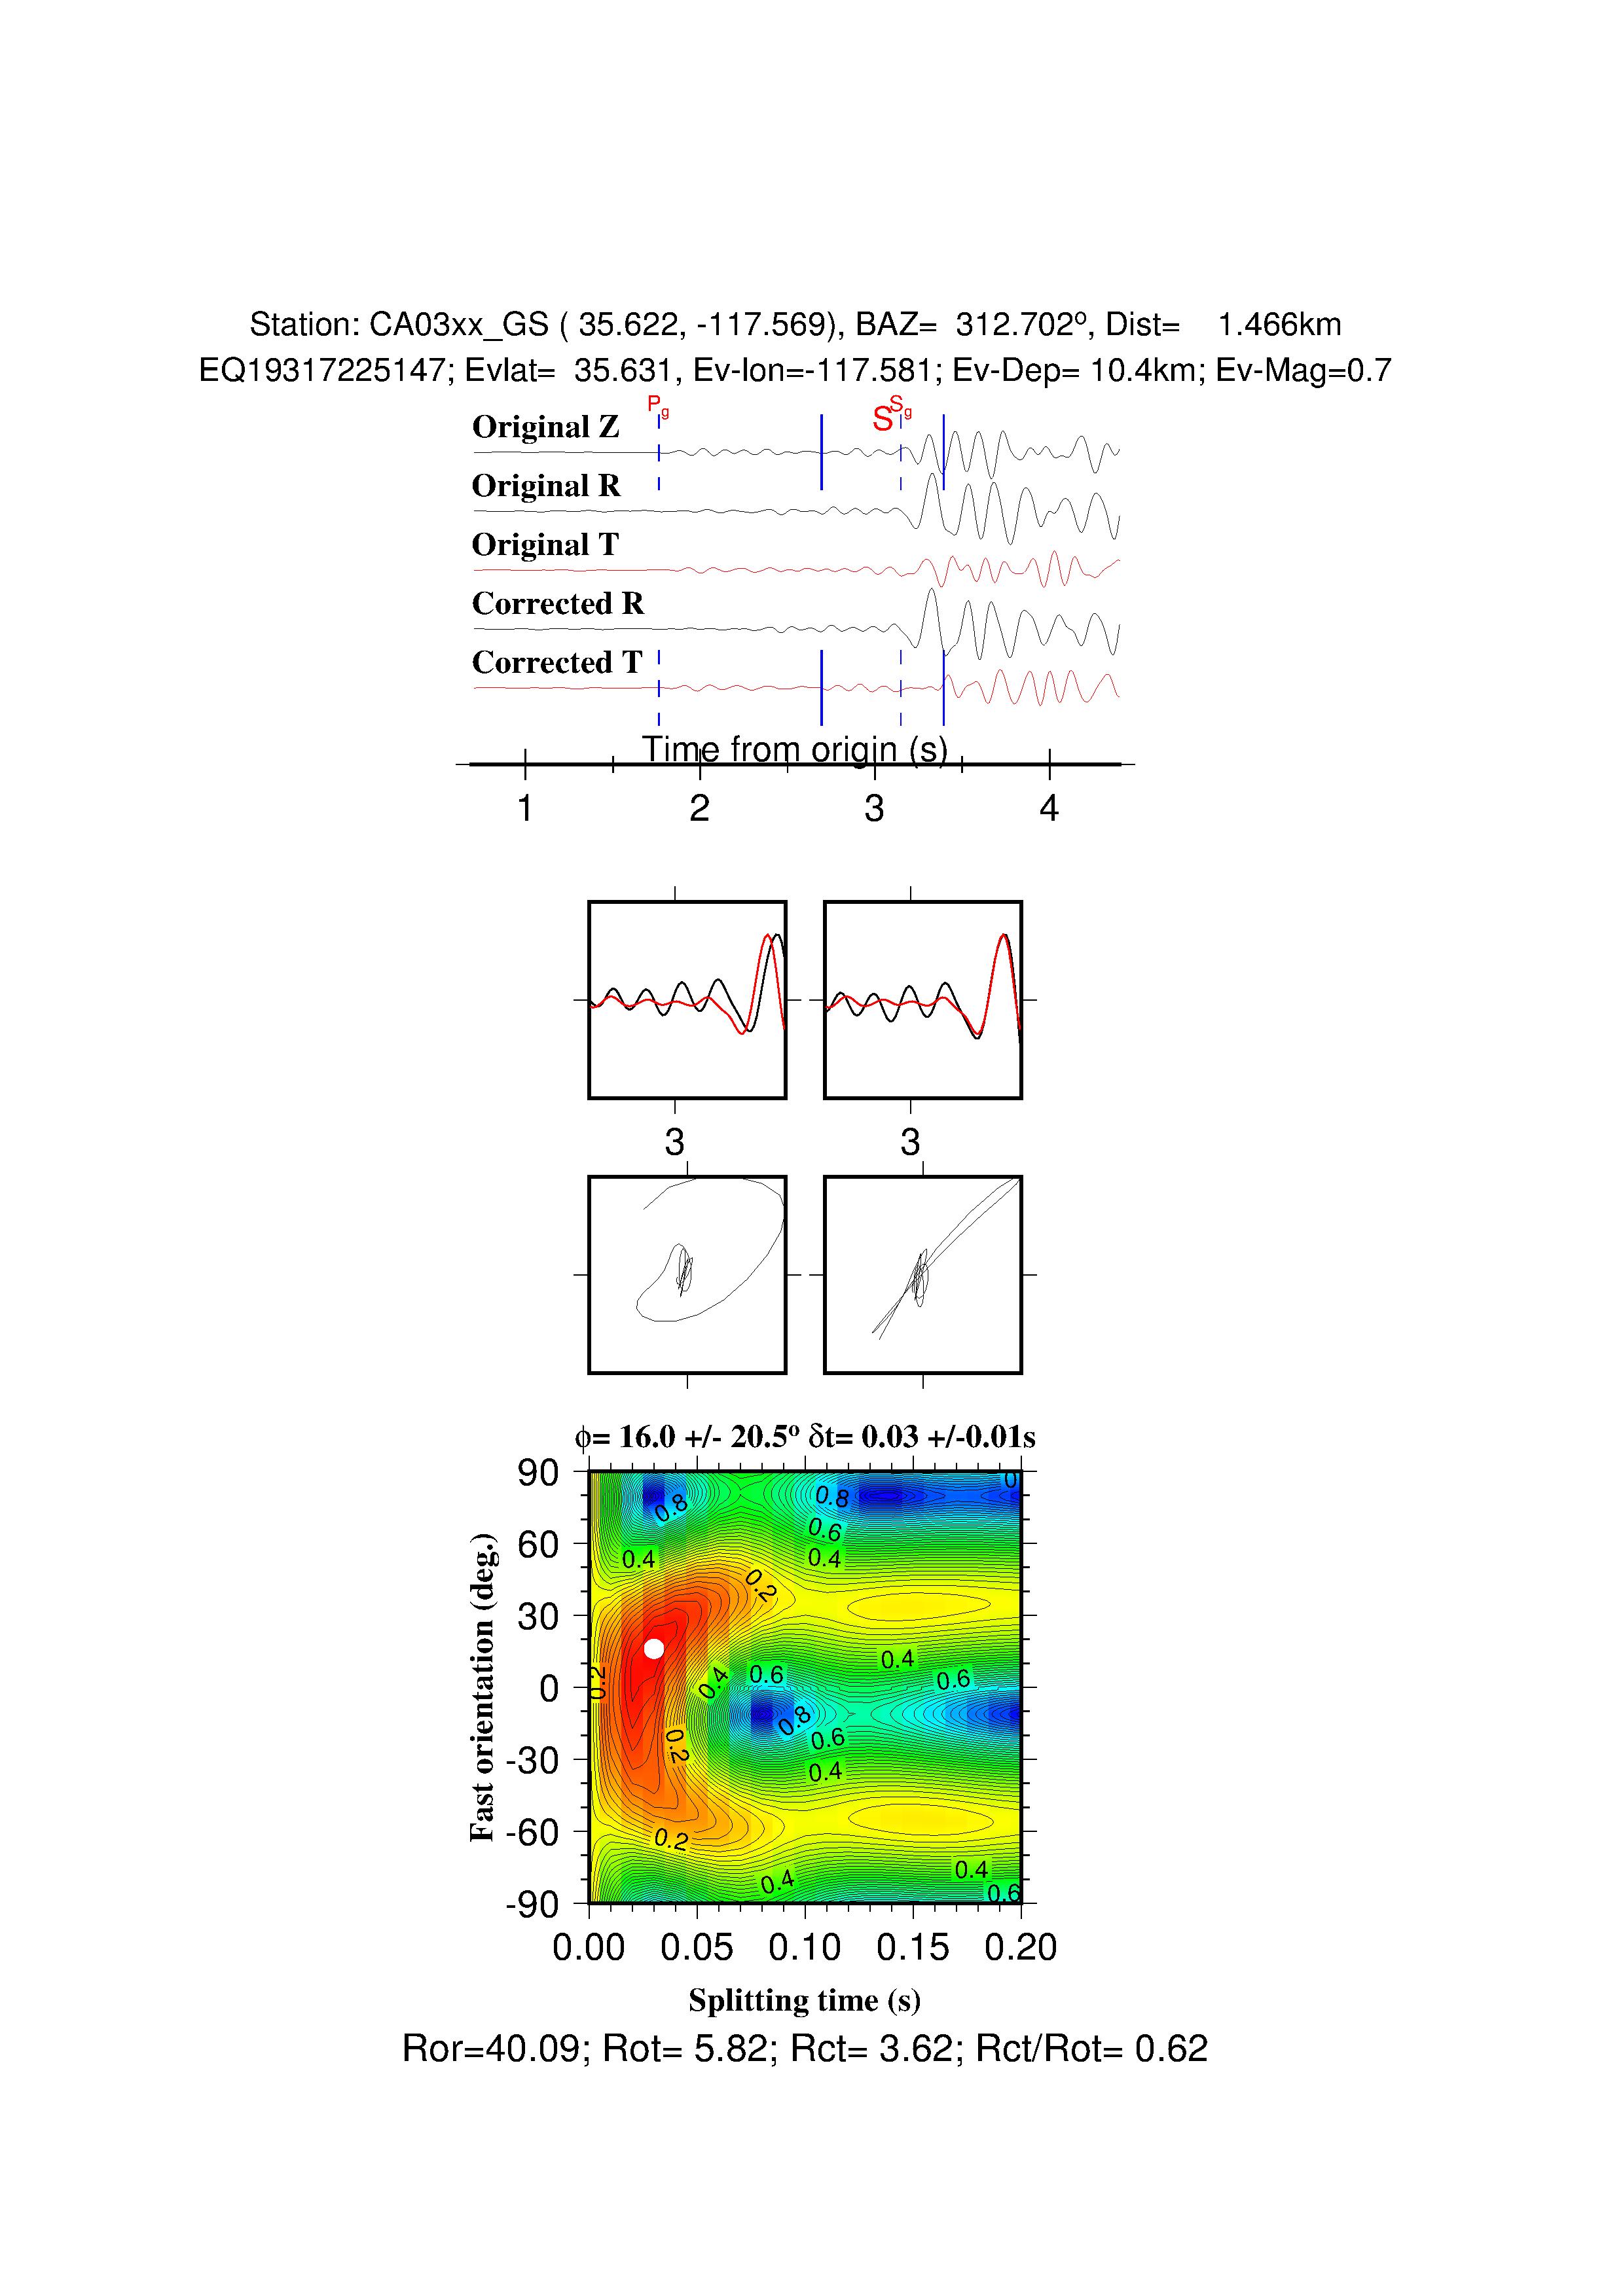 Station: CA03xx_GS ( 35.622, -117.569), BAZ=  312.702º, Dist=    1.466km
EQ19317225147; Evlat=  35.631, Ev-lon=-117.581; Ev-Dep= 10.4km; Ev-Mag=0.7
Pg
S Sg
Original Z
Original R
Original T
Corrected R
Corrected T
Time from origin (s)
1 2 3 4
3 3
ϕ= 16.0 +/- 20.5º δt= 0.03 +/-0.01s
Fast orientation (deg.)
90
60
30
0
-30
-60
-90
0
0.8 0.8
0.6
0.4 0.4
0.2
0.4
0.2 0.4 0.6 0.6
0.8
0.2 0.6
0.4
0.2
0.4 0.4
0.6
0.00 0.05 0.10 0.15 0.20
Splitting time (s)
Ror=40.09; Rot= 5.82; Rct= 3.62; Rct/Rot= 0.62